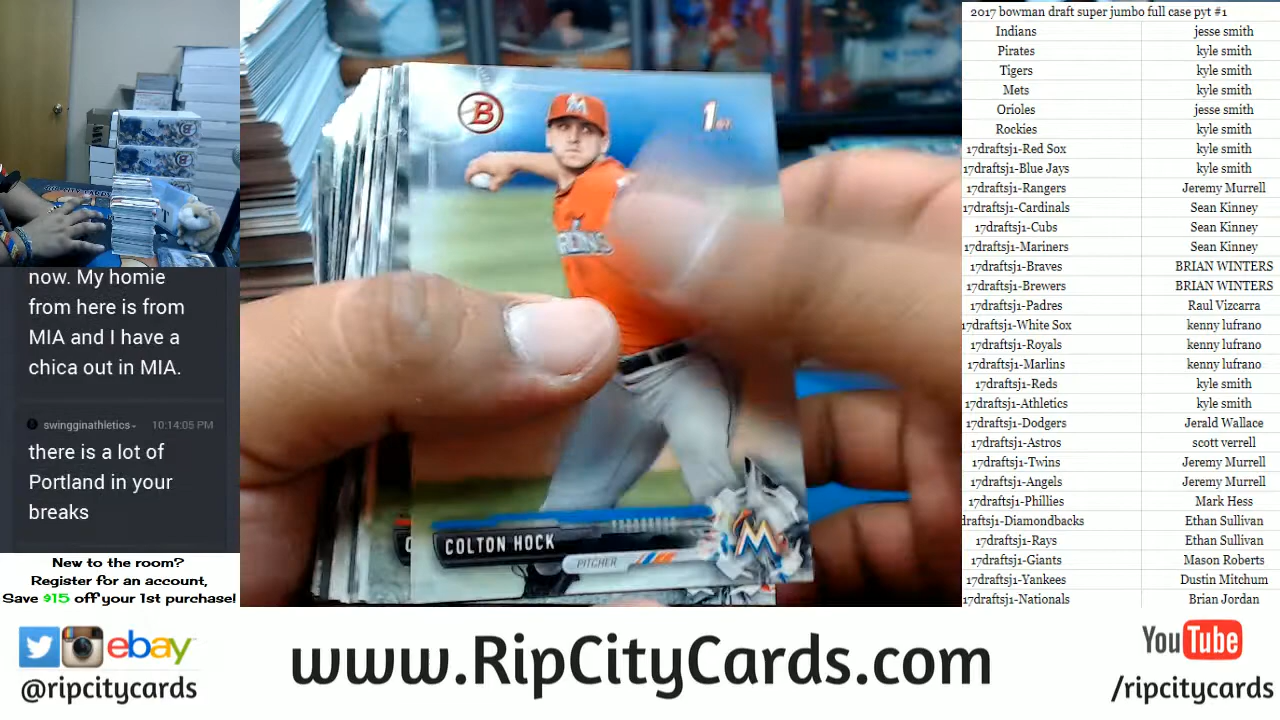 now. My homie
from here is from
MIA and I have a
chica out in MIA.
swingginathletics
10:14:05 PM
there is a lot of
Portland in your
breaks
New to the room?
Register for an account,
Save $15 off your 1st purchase!
B
1st
COLTON HOCK
PITCHER
M
2017 bowman draft super jumbo full case pyt #1
Indians jesse smith
Pirates kyle smith
Tigers kyle smith
Mets kyle smith
Orioles jesse smith
Rockies kyle smith
17draftsj1-Red Sox kyle smith
17draftsj1-Blue Jays kyle smith
17draftsj1-Rangers Jeremy Murrell
17draftsj1-Cardinals Sean Kinney
17draftsj1-Cubs Sean Kinney
17draftsj1-Mariners Sean Kinney
17draftsj1-Braves BRIAN WINTERS
17draftsj1-Brewers BRIAN WINTERS
17draftsj1-Padres Raul Vizcarra
17draftsj1-White Sox kenny lufrano
17draftsj1-Royals kenny lufrano
17draftsj1-Marlins kenny lufrano
17draftsj1-Reds kyle smith
17draftsj1-Athletics kyle smith
17draftsj1-Dodgers Jerald Wallace
17draftsj1-Astros scott verrell
17draftsj1-Twins Jeremy Murrell
17draftsj1-Angels Jeremy Murrell
17draftsj1-Phillies Mark Hess
draftsj1-Diamondbacks Ethan Sullivan
17draftsj1-Rays Ethan Sullivan
17draftsj1-Giants Mason Roberts
17draftsj1-Yankees Dustin Mitchum
17draftsj1-Nationals Brian Jordan
ebay
@ripcitycards
www.RipCityCards.com
YouTube
/ripcitycards